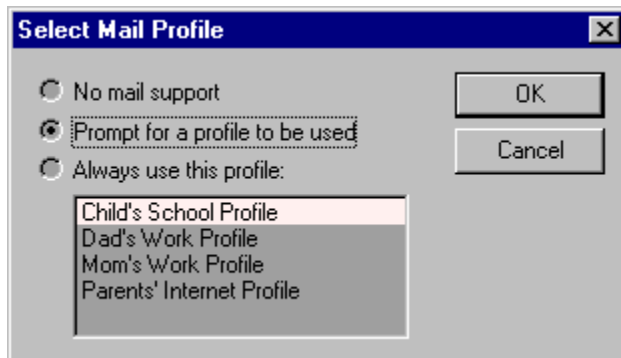 Select Mail Profile
No mail support
OK
Prompt for a profile to be used
Cancel
Always use this profile:
Child's School Profile
Dad's Work Profile
Mom's Work Profile
Parents' Internet Profile